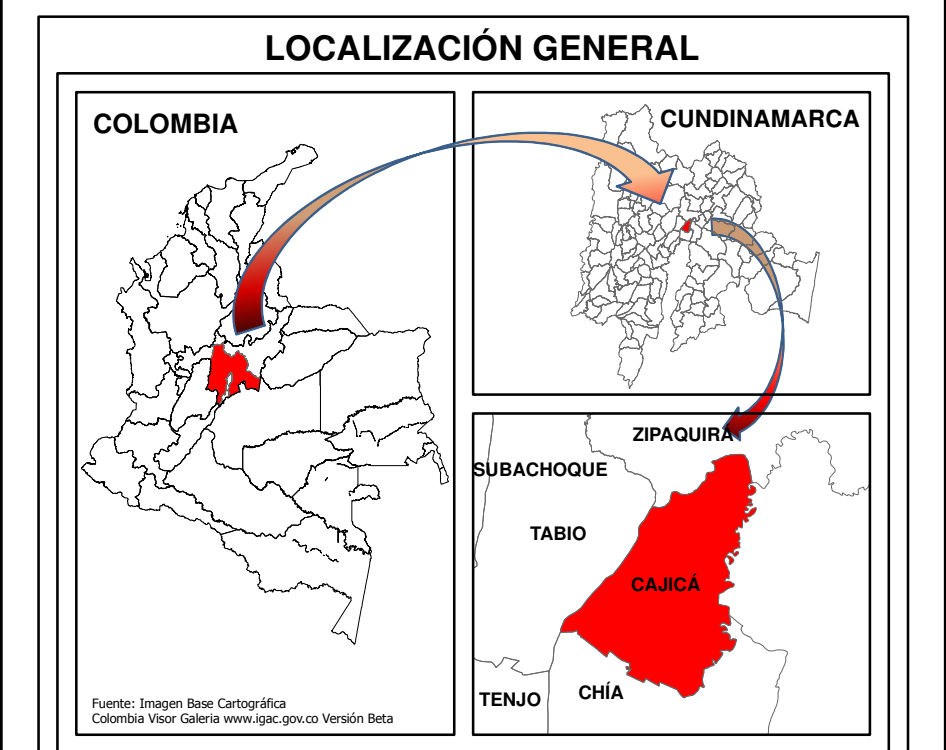 LOCALIZACIÓN GENERAL
COLOMBIA
CUNDINAMARCA
ZIPAQUIRÁ
SUBACHOQUE
TABIO
CAJICÁ
TENJO
CHÍA
Fuente: Imagen Base Cartográfica
Colombia Visor Galeria www.igac.gov.co Versión Beta